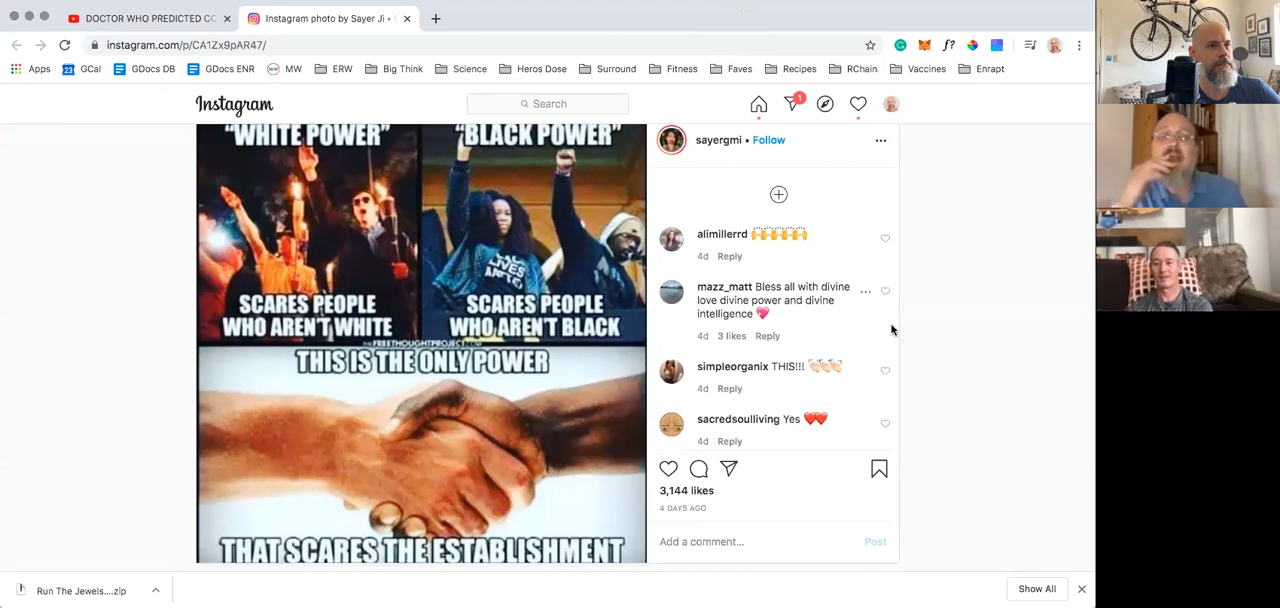 DOCTOR WHO PREDICTED CO
Instagram photo by Sayer Ji •
instagram.com/p/CA1Zx9pAR47/
Apps
23 GCal
GDocs DB
GDocs ENR
MW MW
ERW
Big Think
Science
Heros Dose
Surround
Fitness
Faves
Recipes
RChain
Vaccines
Enrapt
Instagram
Search
1
"WHITE POWER"
SCARES PEOPLE
WHO AREN'T WHITE
"BLACK POWER"
SCARES PEOPLE
WHO AREN'T BLACK
THIS IS THE ONLY POWER
THAT SCARES THE ESTABLISHMENT
sayergmi • Follow
alimillerrd 🙌🙌🙌🙌🙌
4d Reply
mazz_matt Bless all with divine
love divine power and divine
intelligence 💖
4d 3 likes Reply
simpleorganix THIS!!! 👏🏻👏🏻👏🏻
4d Reply
sacredsoulliving Yes ❤️❤️
4d Reply
3,144 likes
4 DAYS AGO
Add a comment...
Post
Run The Jewels....zip
Show All